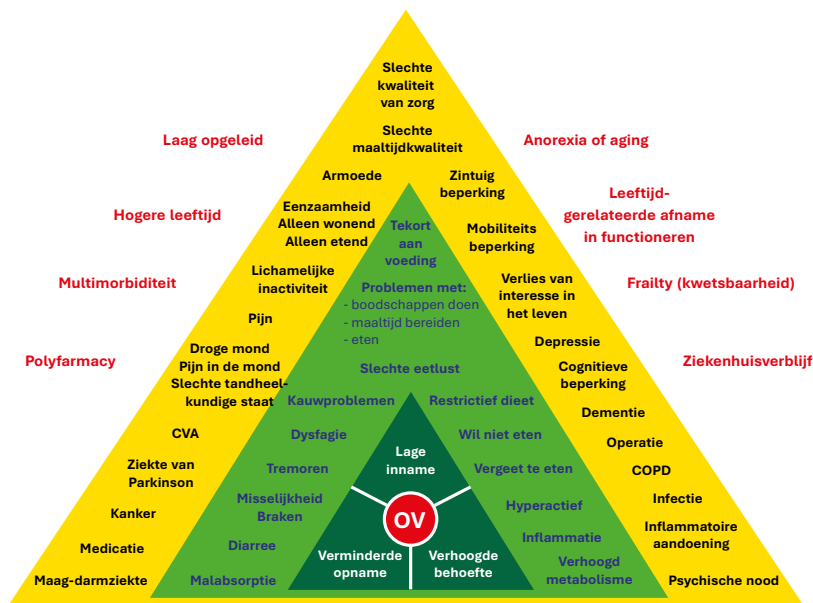 Slechte
kwaliteit
van zorg
Slechte
maaltijdkwaliteit
Armoede
Eenzaamheid
Alleen wonend
Alleen etend
Lichamelijke
inactiviteit
Pijn
Droge mond
Pijn in de mond
Slechte tandheel-
kundige staat
CVA
Ziekte van
Parkinson
Kanker
Medicatie
Maag-darmziekte
Zintuig
beperking
Mobiliteits
beperking
Verlies van
interesse in
het leven
Depressie
Cognitieve
beperking
Dementie
Operatie
COPD
Infectie
Inflammatoire
aandoening
Psychische nood
Laag opgeleid
Hogere leeftijd
Multimorbiditeit
Polyfarmacy
Anorexia of aging
Leeftijd-
gerelateerde afname
in functioneren
Frailty (kwetsbaarheid)
Ziekenhuisverblijf
Tekort
aan
voeding
Problemen met:
- boodschappen doen
- maaltijd bereiden
- eten
Slechte eetlust
Kauwproblemen
Dysfagie
Tremoren
Misselijkheid
Braken
Diarree
Malabsorptie
Restrictief dieet
Wil niet eten
Vergeet te eten
Hyperactief
Inflammatie
Verhoogd
metabolisme
Lage
inname
OV
Verminderde
opname
Verhoogde
behoefte